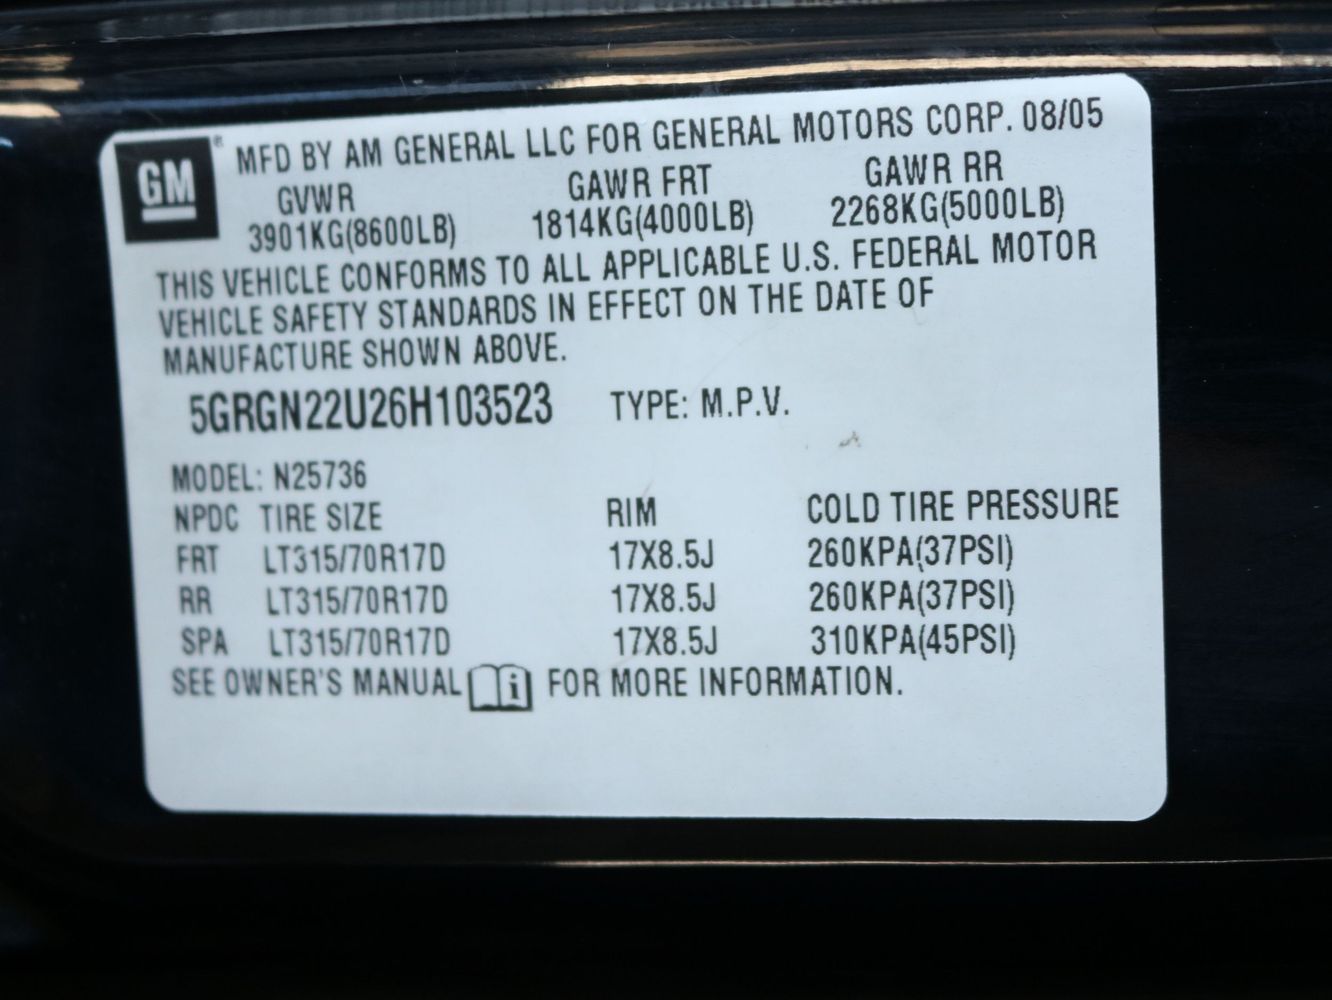 GM ® MFD BY AM GENERAL LLC FOR GENERAL MOTORS CORP. 08/05
GVWR GAWR FRT GAWR RR
3901KG(8600LB) 1814KG(4000LB) 2268KG(5000LB)
THIS VEHICLE CONFORMS TO ALL APPLICABLE U.S. FEDERAL MOTOR
VEHICLE SAFETY STANDARDS IN EFFECT ON THE DATE OF
MANUFACTURE SHOWN ABOVE.
5GRGN22U26H103523 TYPE: M.P.V.
MODEL: N25736
NPDC TIRE SIZE RIM COLD TIRE PRESSURE
FRT LT315/70R17D 17X8.5J 260KPA(37PSI)
RR LT315/70R17D 17X8.5J 260KPA(37PSI)
SPA LT315/70R17D 17X8.5J 310KPA(45PSI)
SEE OWNER'S MANUAL i FOR MORE INFORMATION.